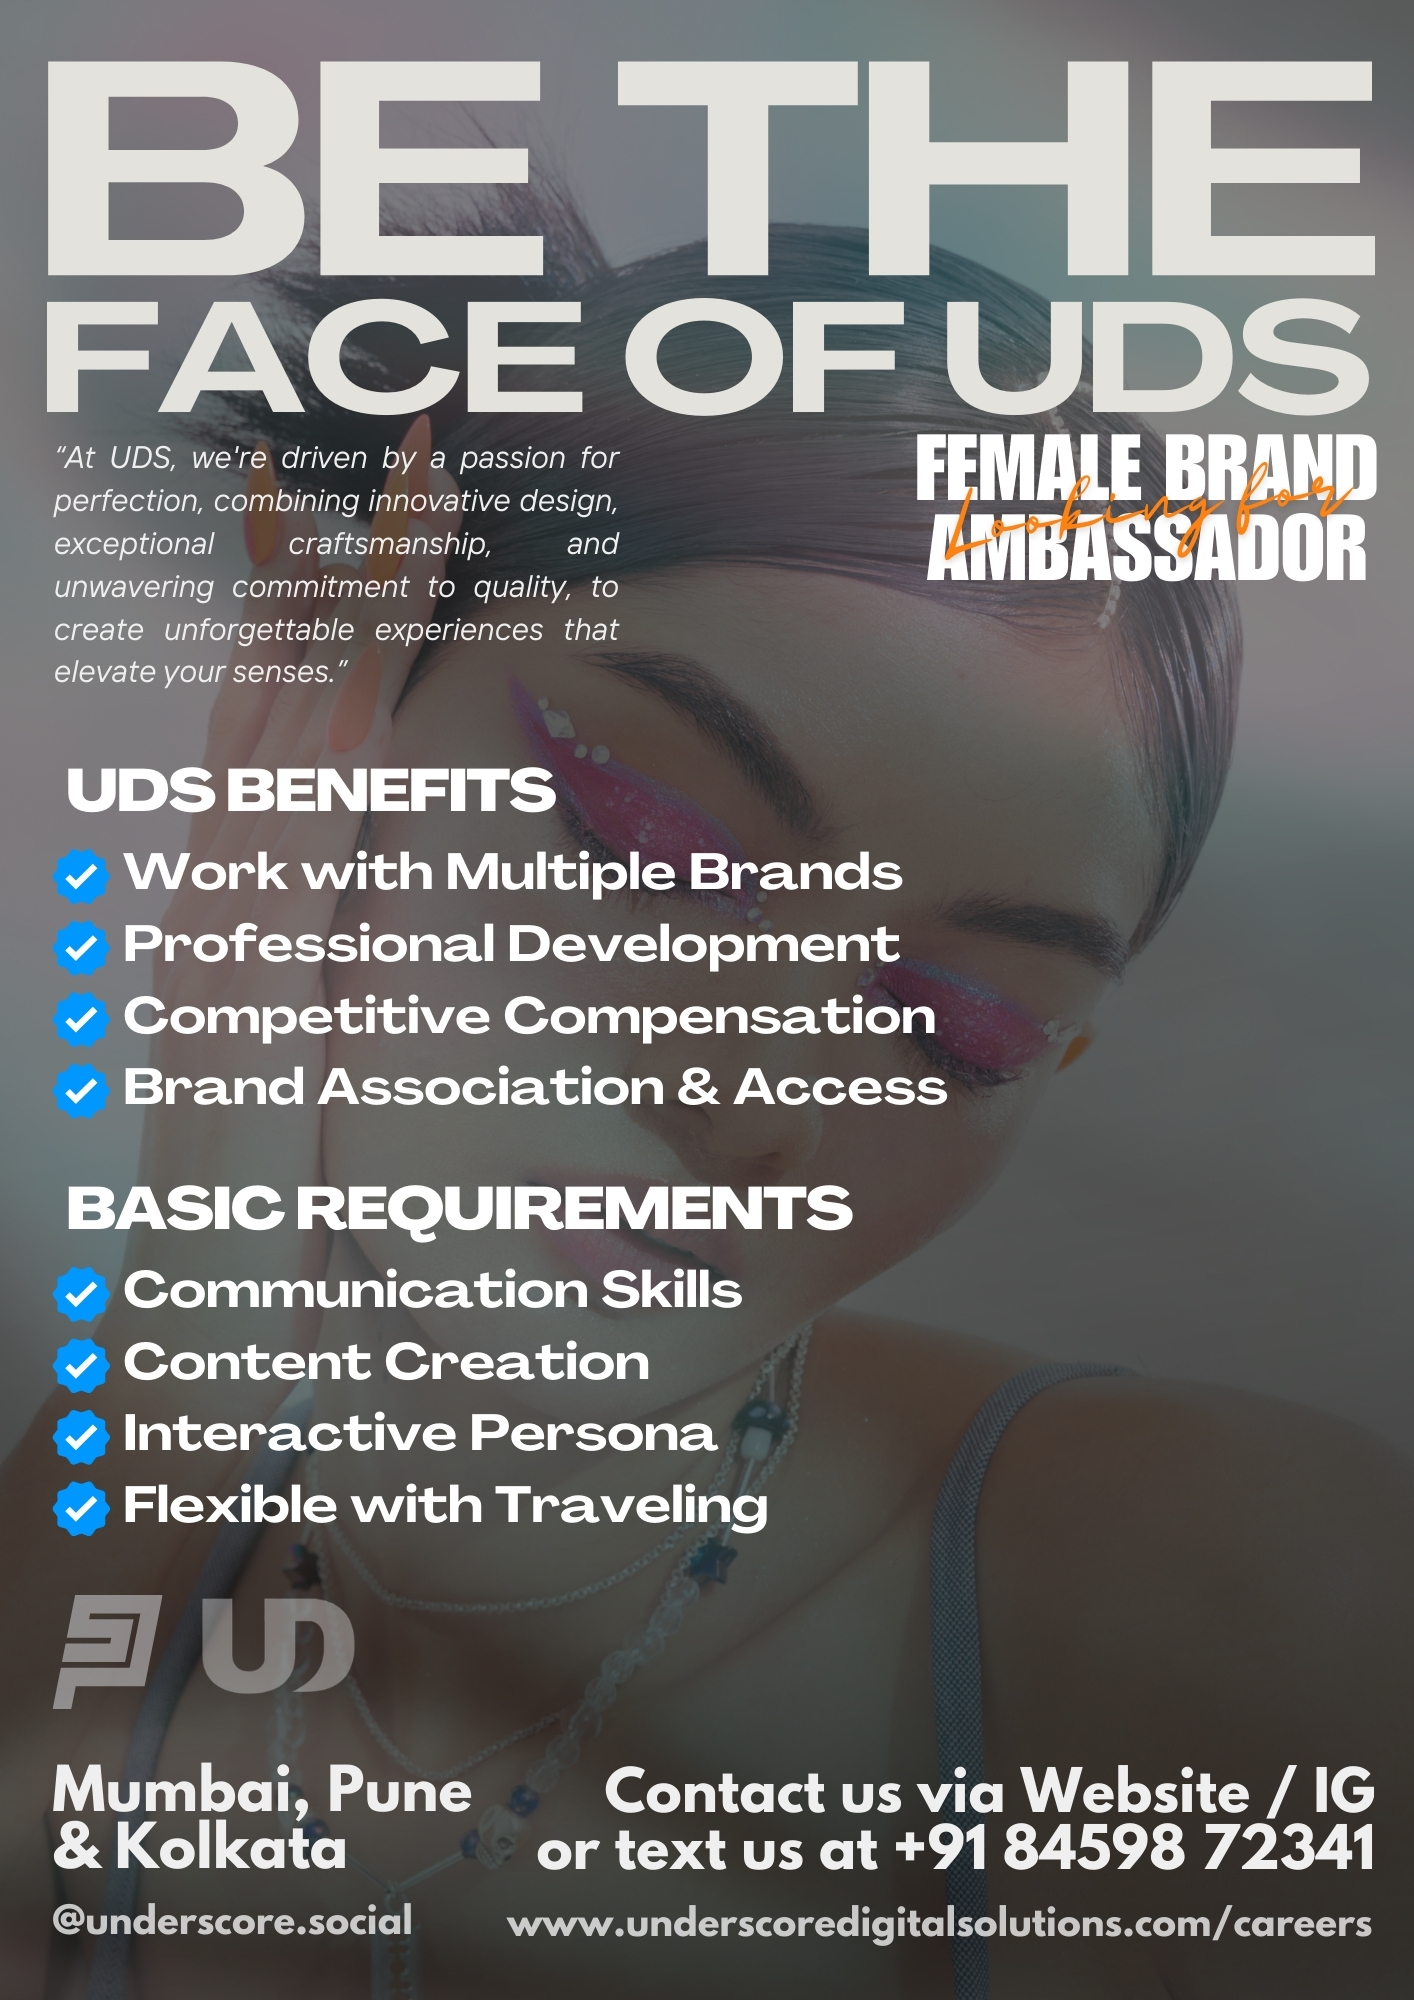 BE THE
FACE OF UDS
“At UDS, we're driven by a passion for
perfection, combining innovative design,
exceptional craftsmanship, and
unwavering commitment to quality, to
create unforgettable experiences that
elevate your senses.”
Looking for
FEMALE BRAND
AMBASSADOR
UDS BENEFITS
Work with Multiple Brands
Professional Development
Competitive Compensation
Brand Association & Access
BASIC REQUIREMENTS
Communication Skills
Content Creation
Interactive Persona
Flexible with Traveling
UD
Mumbai, Pune
& Kolkata
Contact us via Website / IG
or text us at +91 84598 72341
@underscore.social
www.underscoredigitalsolutions.com/careers